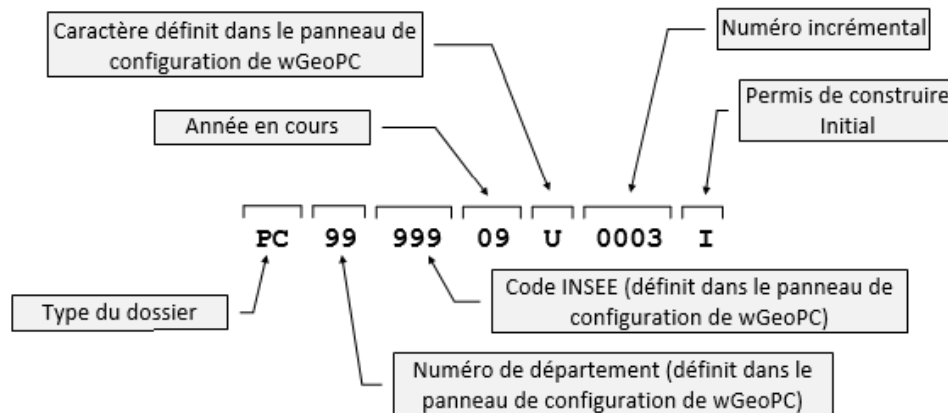 Caractère définit dans le panneau de
configuration de wGeoPC
Numéro incrémental
Permis de construire
Initial
Année en cours
PC 99 999 09 U 0003 I
Type du dossier
Code INSEE (définit dans le panneau de
configuration de wGeoPC)
Numéro de département (définit dans le
panneau de configuration de wGeoPC)